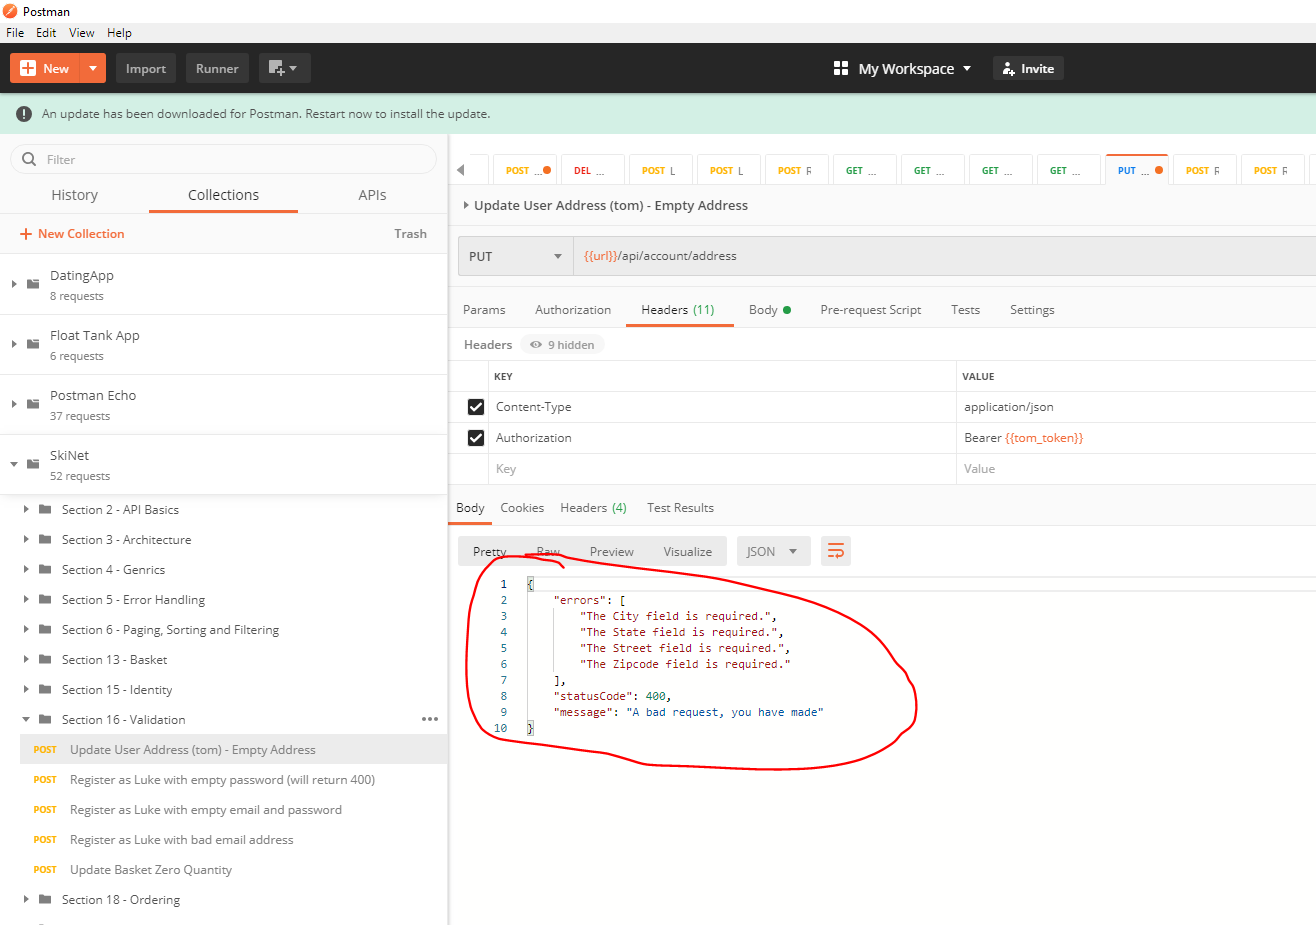 Postman
File Edit View Help
New Import Runner My Workspace Invite
An update has been downloaded for Postman. Restart now to install the update.
Filter
History Collections APIs
New Collection Trash
DatingApp
8 requests
Float Tank App
6 requests
Postman Echo
37 requests
SkiNet
52 requests
Section 2 - API Basics
Section 3 - Architecture
Section 4 - Genrics
Section 5 - Error Handling
Section 6 - Paging, Sorting and Filtering
Section 13 - Basket
Section 15 - Identity
Section 16 - Validation
POST Update User Address (tom) - Empty Address
POST Register as Luke with empty password (will return 400)
POST Register as Luke with empty email and password
POST Register as Luke with bad email address
POST Update Basket Zero Quantity
Section 18 - Ordering
POST ... DEL ... POST L POST L POST R GET ... GET ... GET ... GET ... PUT ... POST R POST R
Update User Address (tom) - Empty Address
PUT {{url}}/api/account/address
Params Authorization Headers (11) Body Pre-request Script Tests Settings
Headers 9 hidden
KEY VALUE
Content-Type application/json
Authorization Bearer {{tom_token}}
Key Value
Body Cookies Headers (4) Test Results
Pretty Raw Preview Visualize JSON
1 {
2 "errors": [
3 "The City field is required.",
4 "The State field is required.",
5 "The Street field is required.",
6 "The Zipcode field is required."
7 ],
8 "statusCode": 400,
9 "message": "A bad request, you have made"
10 }